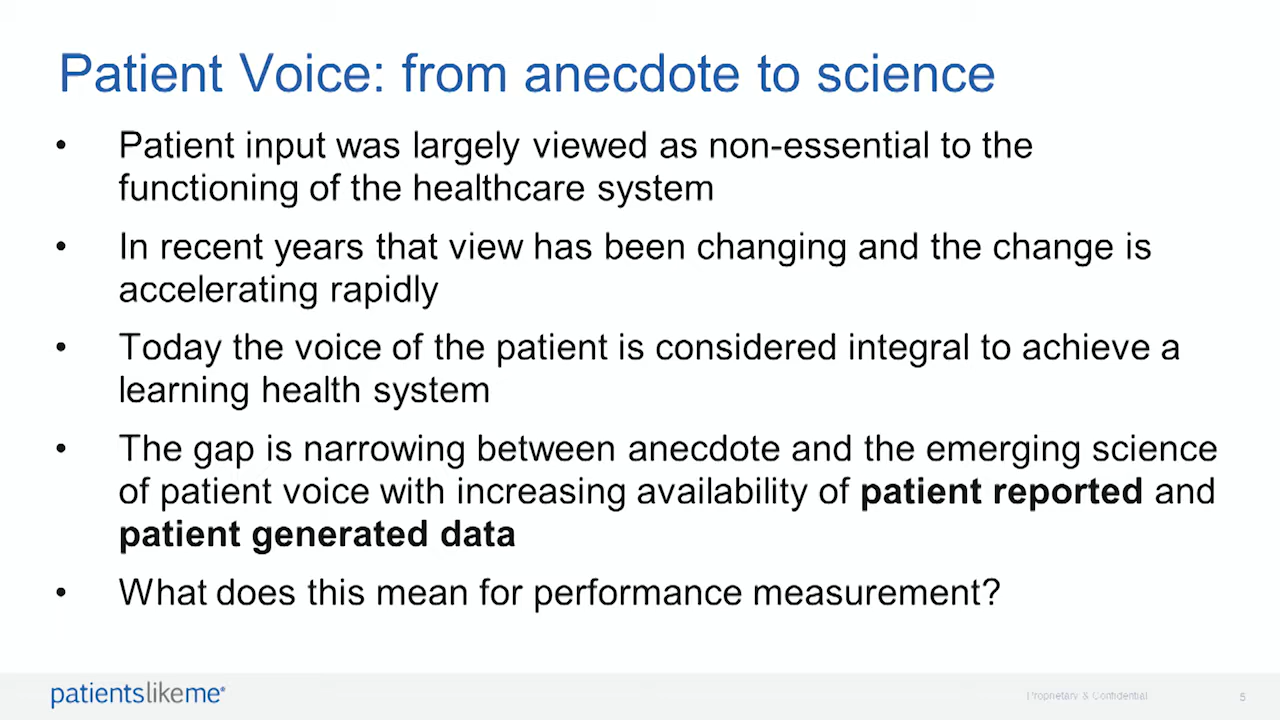 Patient Voice: from anecdote to science
• Patient input was largely viewed as non-essential to the
functioning of the healthcare system
• In recent years that view has been changing and the change is
accelerating rapidly
• Today the voice of the patient is considered integral to achieve a
learning health system
• The gap is narrowing between anecdote and the emerging science
of patient voice with increasing availability of patient reported and
patient generated data
• What does this mean for performance measurement?
patientslikeme®
Proprietary & Confidential
5